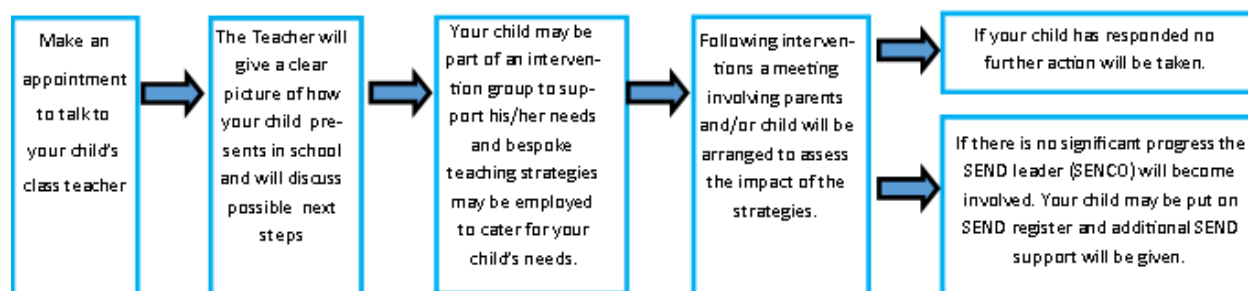 Make an
appointment
to talk to
your child's
class teacher
The Teacher will
give a clear
picture of how
your child pre-
sents in school
and will discuss
possible next
steps
Your child may be
part of an interven-
tion group to sup-
port his/her needs
and bespoke
teaching strategies
may be employed
to cater for your
child's needs.
Following interven-
tions a meeting
involving parents
and/or child will be
arranged to assess
the impact of the
strategies.
If your child has responded no
further action will be taken.
If there is no significant progress the
SEND leader (SENCO) will become
involved. Your child may be put on
SEND register and additional SEND
support will be given.